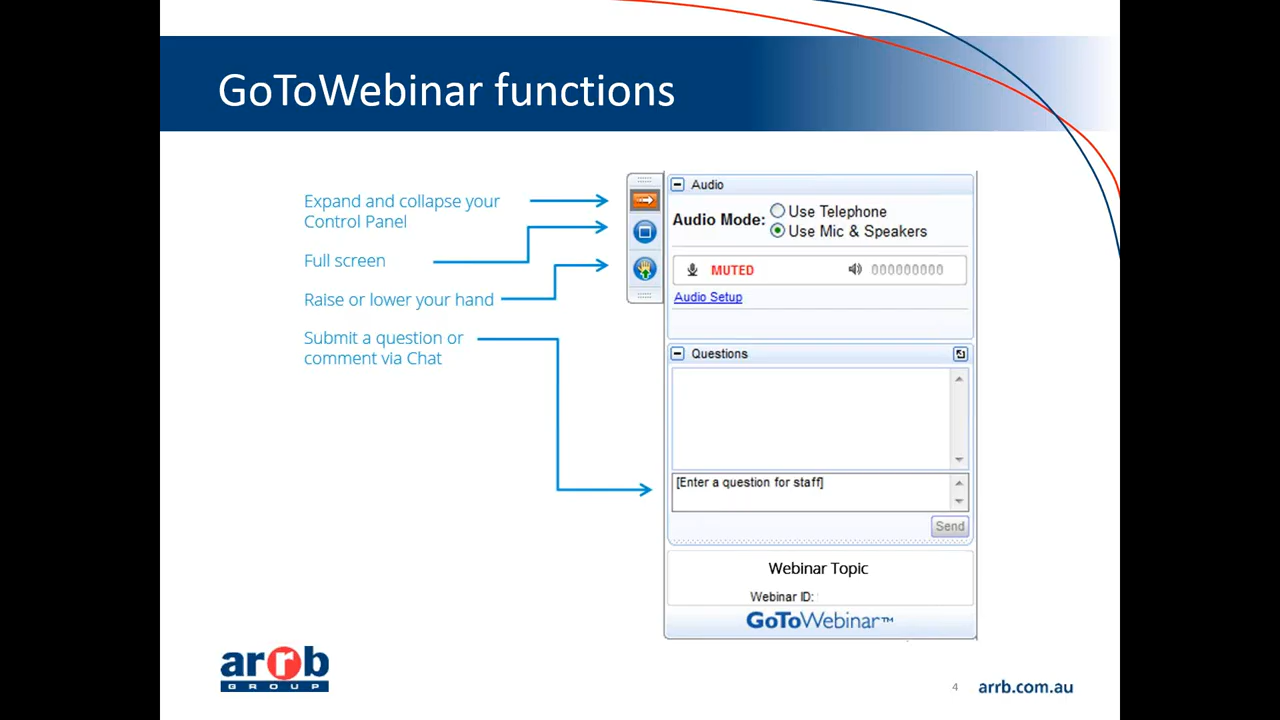 GoToWebinar functions
Expand and collapse your
Control Panel
Full screen
Raise or lower your hand
Submit a question or
comment via Chat
Audio
Audio Mode:
Use Telephone
Use Mic & Speakers
MUTED
000000000
Audio Setup
Questions
[Enter a question for staff]
Send
Webinar Topic
Webinar ID:
GoToWebinar™
arrb
GROUP
4
arrb.com.au